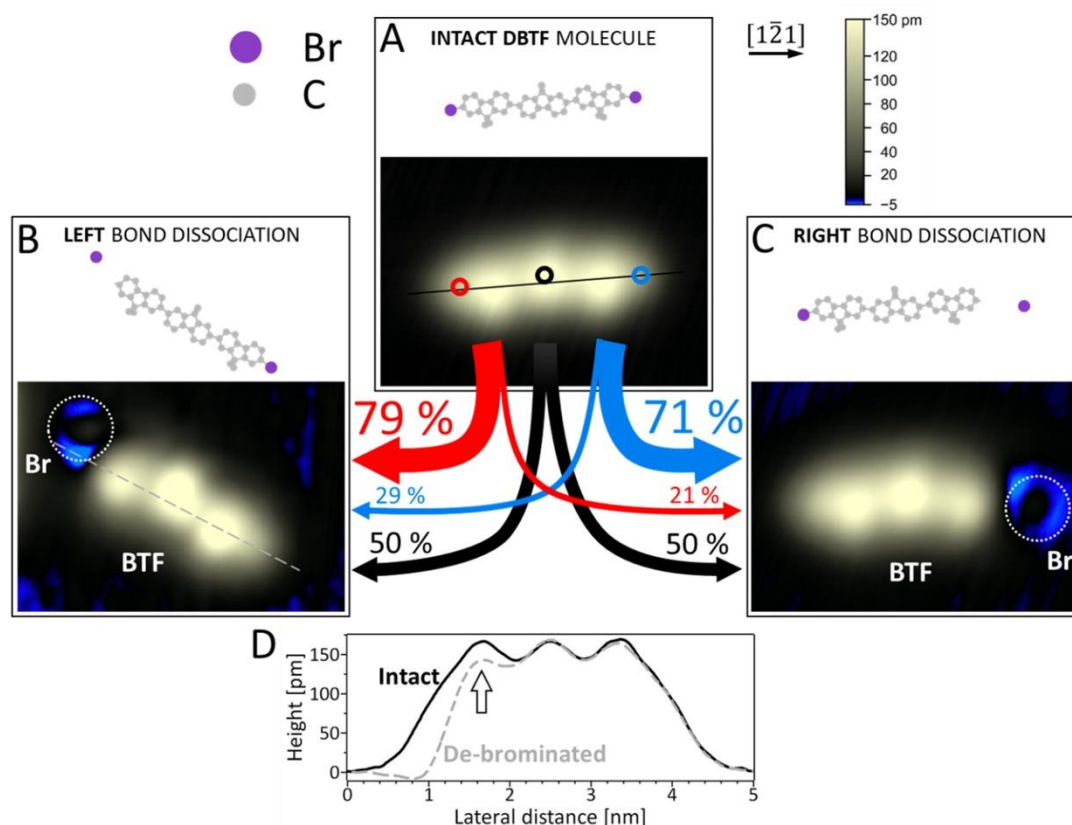 Br
C
A
INTACT DBTF MOLECULE
[12̄1]
150 pm
120
100
80
60
40
20
−5
B
LEFT BOND DISSOCIATION
Br
BTF
C
RIGHT BOND DISSOCIATION
BTF
Br
79 %
71 %
29 %
21 %
50 %
50 %
D
Height [pm]
150
100
50
0
Intact
De-brominated
0
1
2
3
4
5
Lateral distance [nm]